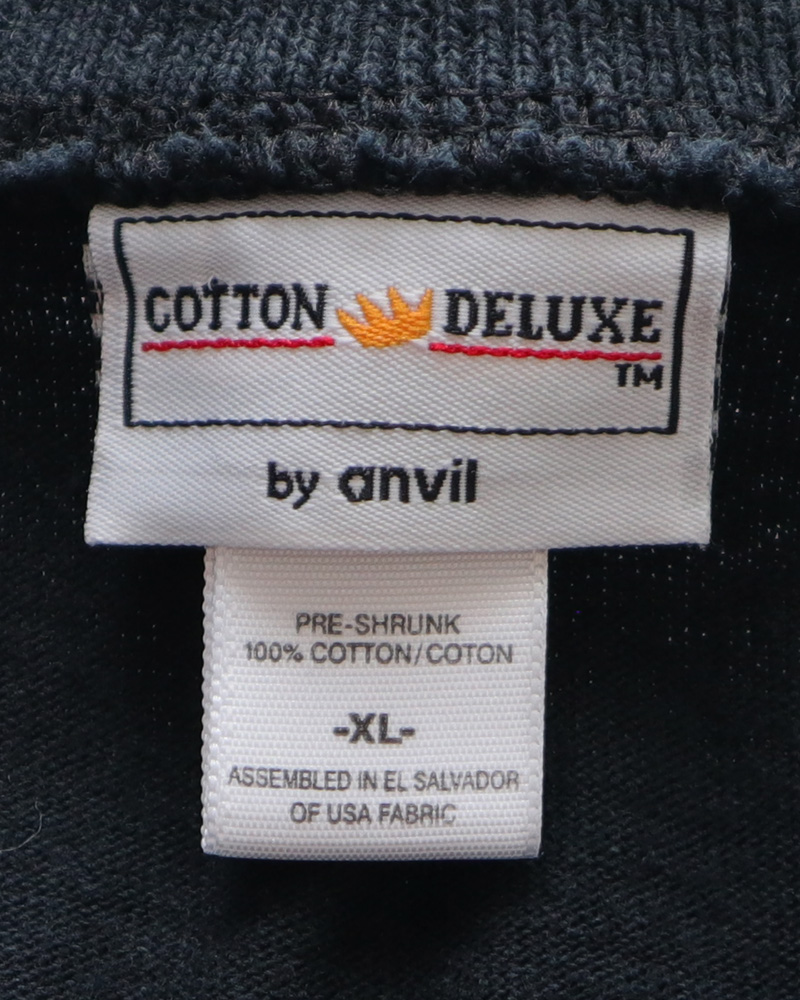 COTTON DELUXE
TM
by anvil
PRE-SHRUNK
100% COTTON/COTON
-XL-
ASSEMBLED IN EL SALVADOR
OF USA FABRIC